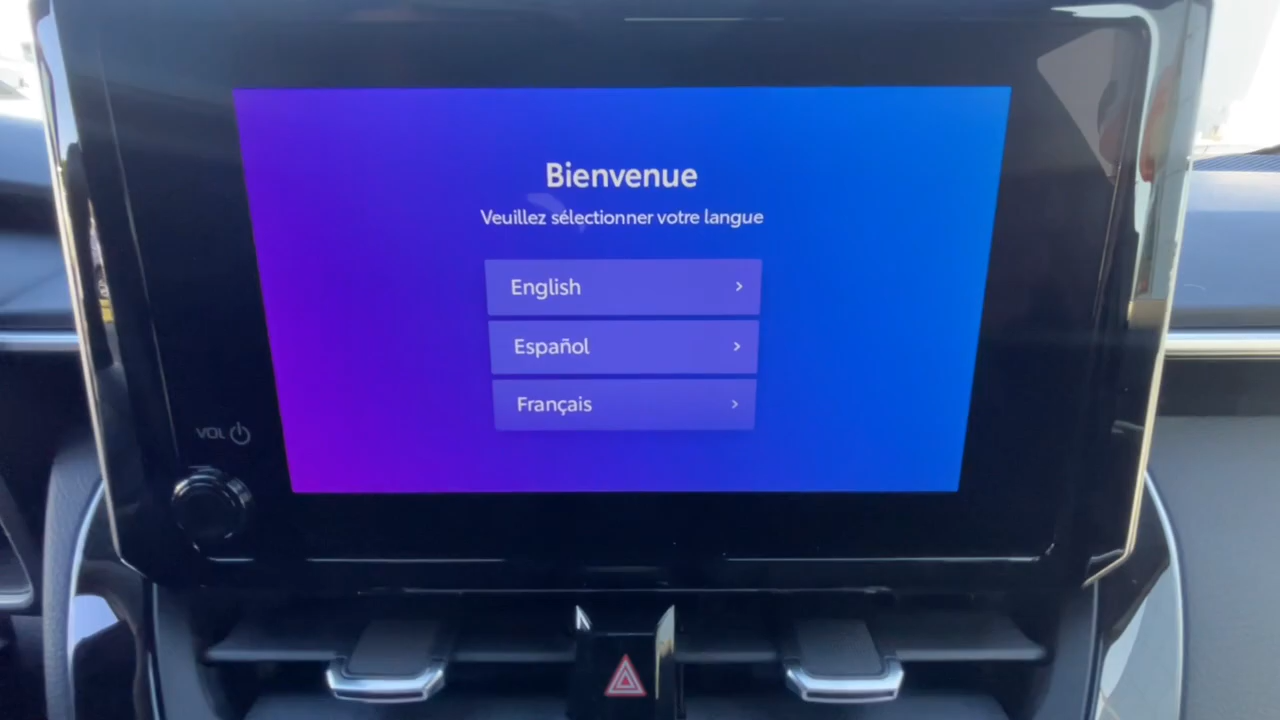 Bienvenue
Veuillez sélectionner votre langue
English
Español
Français
VOL